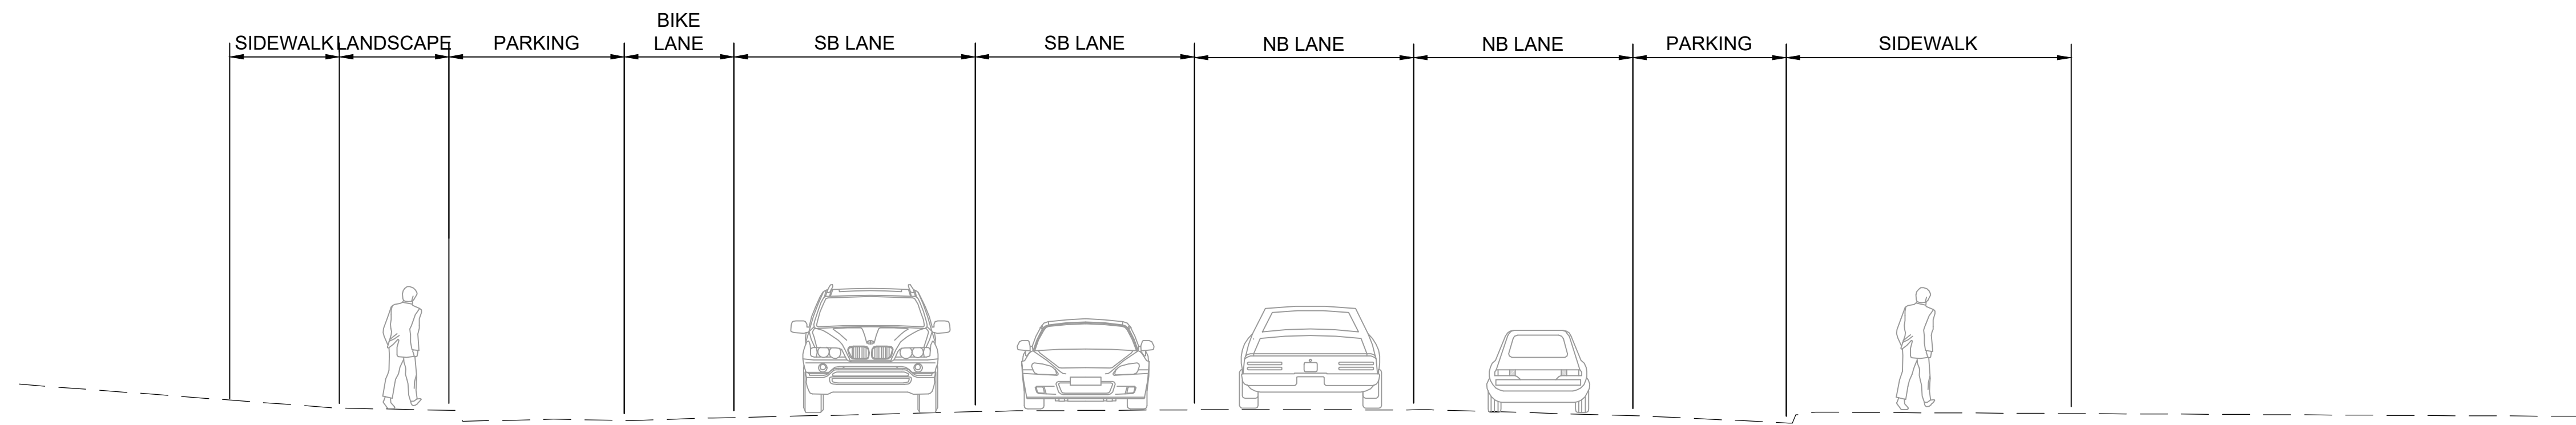 SIDEWALK
LANDSCAPE
PARKING
BIKE
LANE
SB LANE
SB LANE
NB LANE
NB LANE
PARKING
SIDEWALK